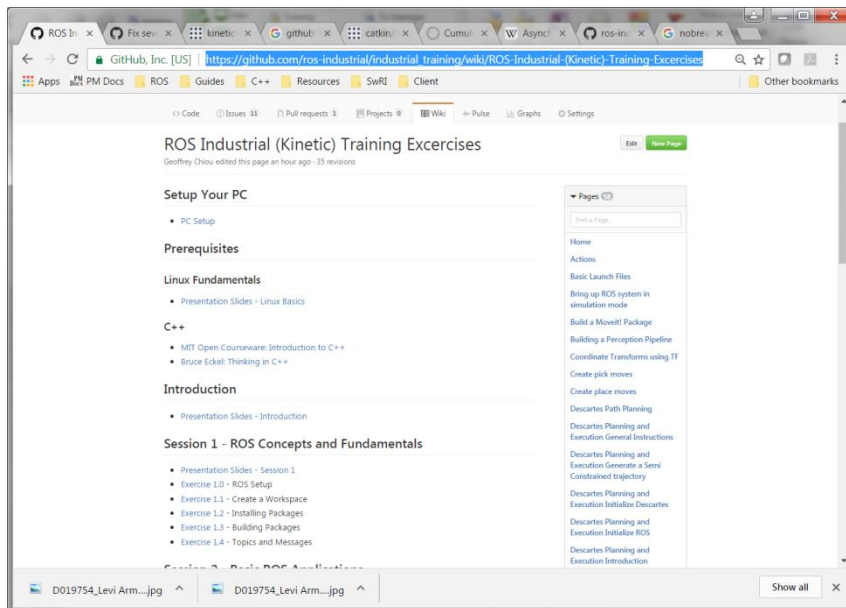 ROS In
Fix sev
kinetic
github
catkin/
Cumul
W Async
ros-in
nobre
GitHub, Inc. [US] https://github.com/ros-industrial/industrial_training/wiki/ROS-Industrial-(Kinetic)-Training-Excercises
Apps PM Docs ROS Guides C++ Resources SwRI Client Other bookmarks
Code Issues 11 Pull requests 1 Projects 0 Wiki Pulse Graphs Settings
ROS Industrial (Kinetic) Training Excercises
Edit New Page
Geoffrey Chiou edited this page an hour ago · 35 revisions
Setup Your PC
PC Setup
Prerequisites
Linux Fundamentals
Presentation Slides - Linux Basics
C++
MIT Open Courseware: Introduction to C++
Bruce Eckel: Thinking in C++
Introduction
Presentation Slides - Introduction
Session 1 - ROS Concepts and Fundamentals
Presentation Slides - Session 1
Exercise 1.0 - ROS Setup
Exercise 1.1 - Create a Workspace
Exercise 1.2 - Installing Packages
Exercise 1.3 - Building Packages
Exercise 1.4 - Topics and Messages
Session 2 - Basic ROS Applications
Pages
Find a Page...
Home
Actions
Basic Launch Files
Bring up ROS system in
simulation mode
Build a Moveit! Package
Building a Perception Pipeline
Coordinate Transforms using TF
Create pick moves
Create place moves
Descartes Path Planning
Descartes Planning and
Execution General Instructions
Descartes Planning and
Execution Generate a Semi
Constrained trajectory
Descartes Planning and
Execution Initialize Descartes
Descartes Planning and
Execution Initialize ROS
Descartes Planning and
Execution Introduction
D019754_Levi Arm....jpg
D019754_Levi Arm....jpg
Show all